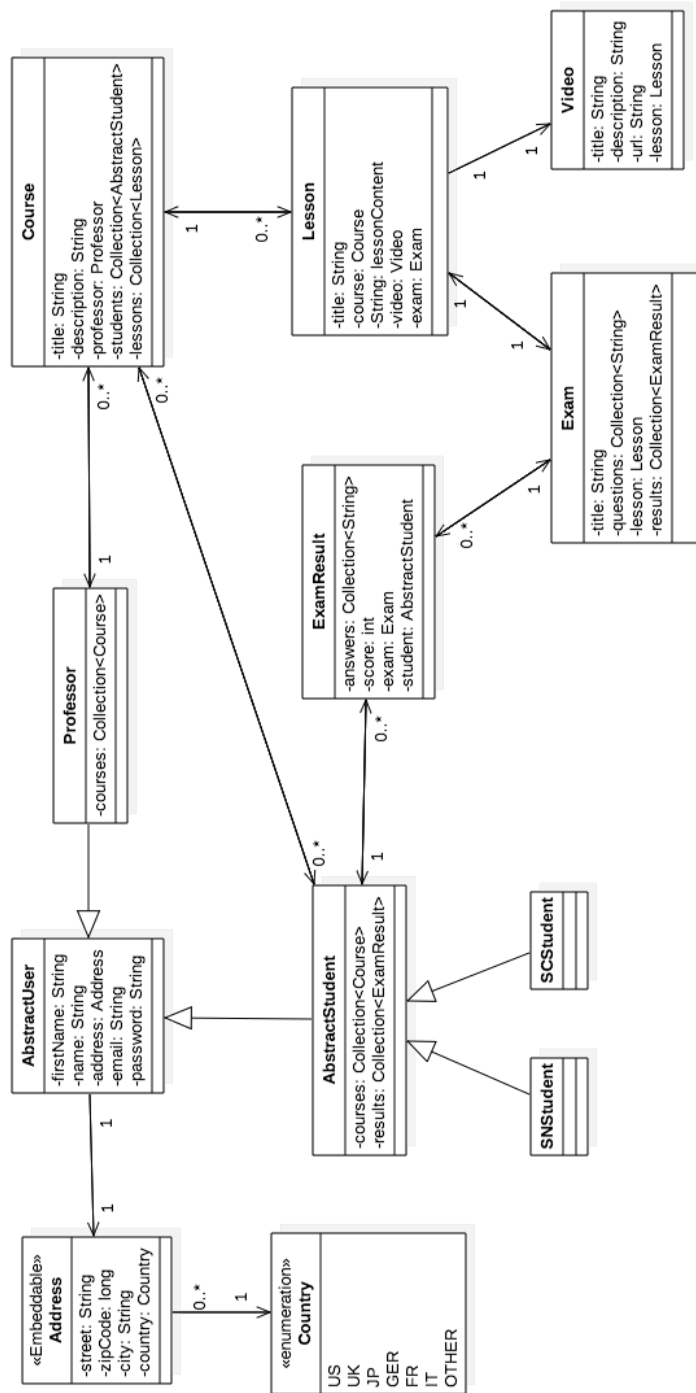 «Embeddable»
Address
-street: String
-zipCode: long
-city: String
-country: Country
0..*
1
«enumeration»
Country
US
UK
JP
GER
FR
IT
OTHER
1
1
AbstractUser
-firstName: String
-name: String
-address: Address
-email: String
-password: String
Professor
-courses: Collection<Course>
1
0..*
Course
-title: String
-description: String
-professor: Professor
-students: Collection<AbstractStudent>
-lessons: Collection<Lesson>
0..*
0..*
AbstractStudent
-courses: Collection<Course>
-results: Collection<ExamResult>
1
0..*
SNStudent
SCStudent
ExamResult
-answers: Collection<String>
-score: int
-exam: Exam
-student: AbstractStudent
0..*
1
1
0..*
Lesson
-title: String
-course: Course
-String: lessonContent
-video: Video
-exam: Exam
1
1
1
1
Exam
-title: String
-questions: Collection<String>
-lesson: Lesson
-results: Collection<ExamResult>
Video
-title: String
-description: String
-url: String
-lesson: Lesson